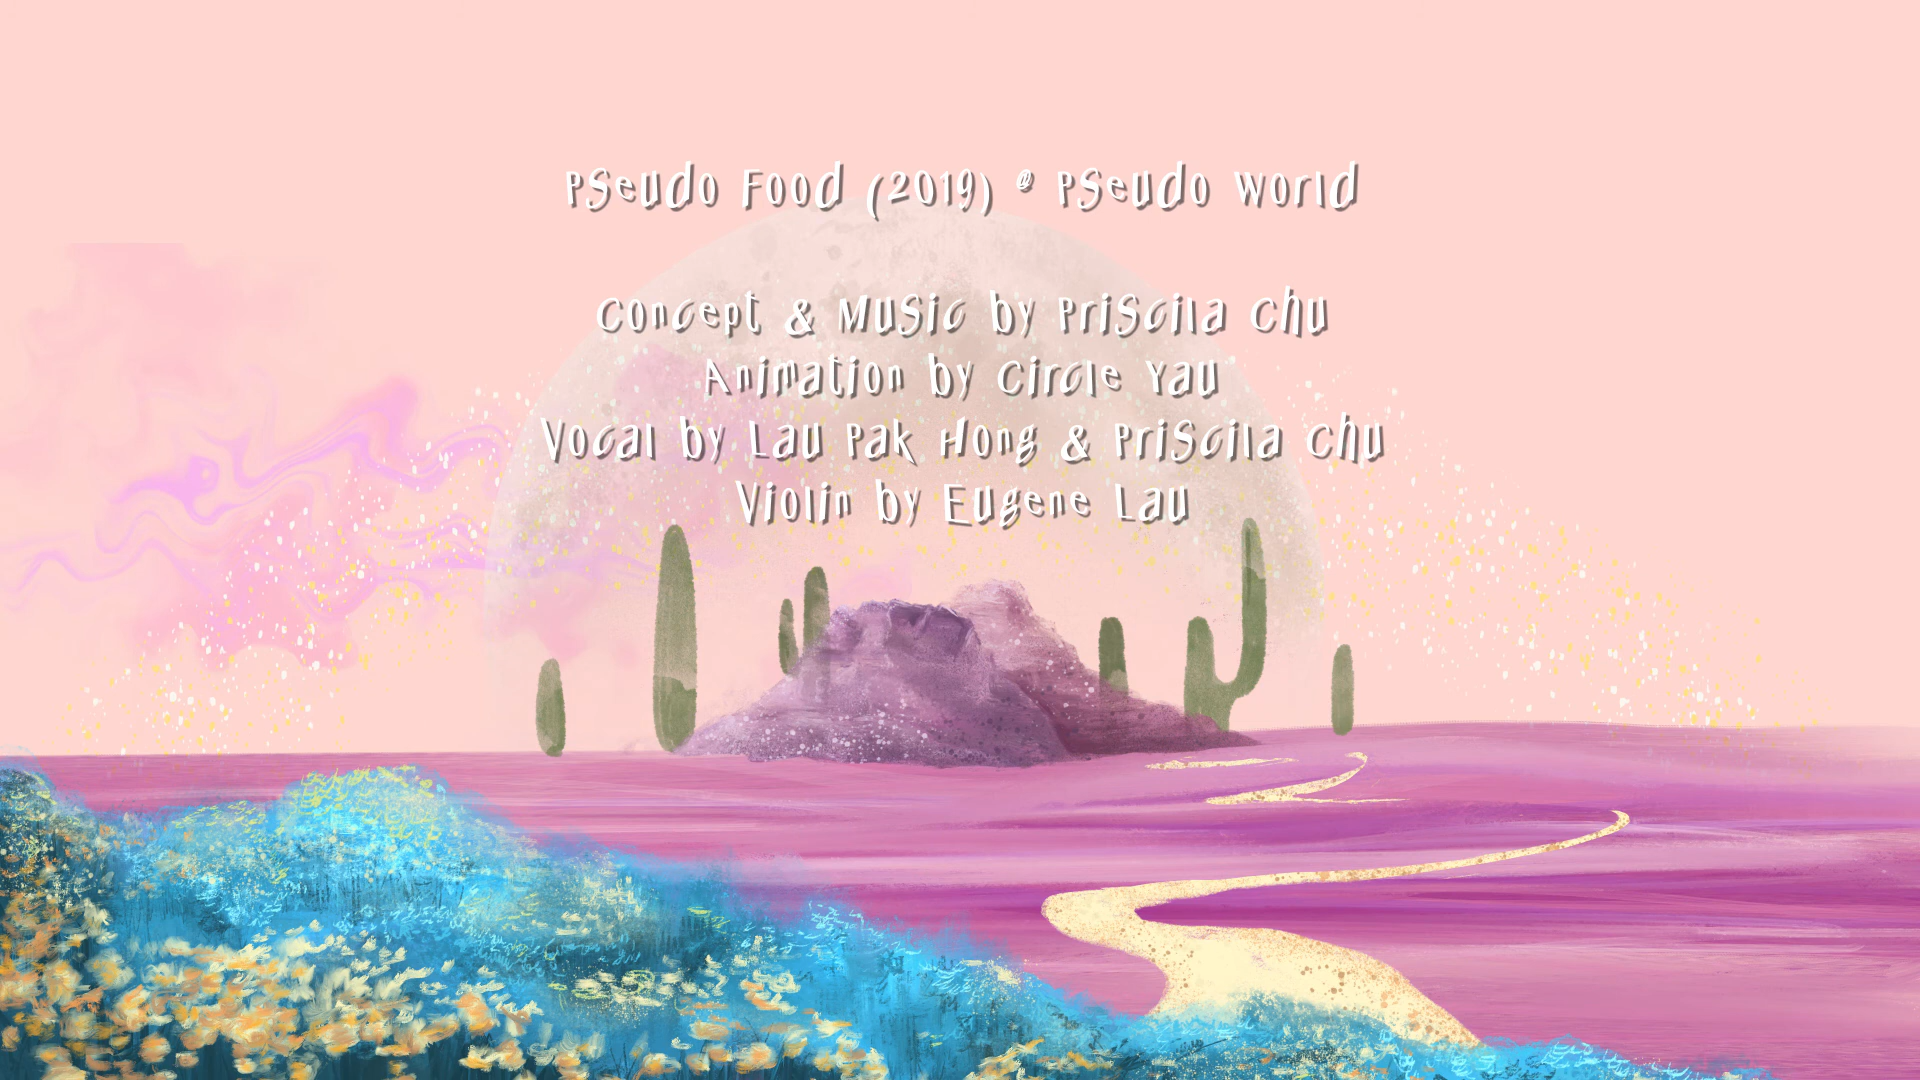 Pseudo Food (2019) @ Pseudo World
Concept & Music by Priscila Chu
Animation by Circle Yau
Vocal by Lau Pak Hong & Priscila Chu
Violin by Eugene Lau